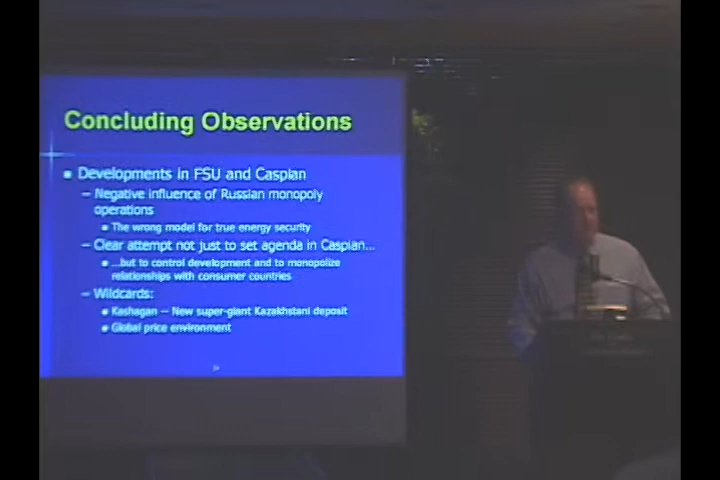 Concluding Observations
Developments in FSU and Caspian
– Negative influence of Russian monopoly
operations
The wrong model for true energy security
– Clear attempt not just to set agenda in Caspian...
...but to control development and to monopolize
relationships with consumer countries
– Wildcards:
Kashagan -- New super-giant Kazakhstani deposit
Global price environment